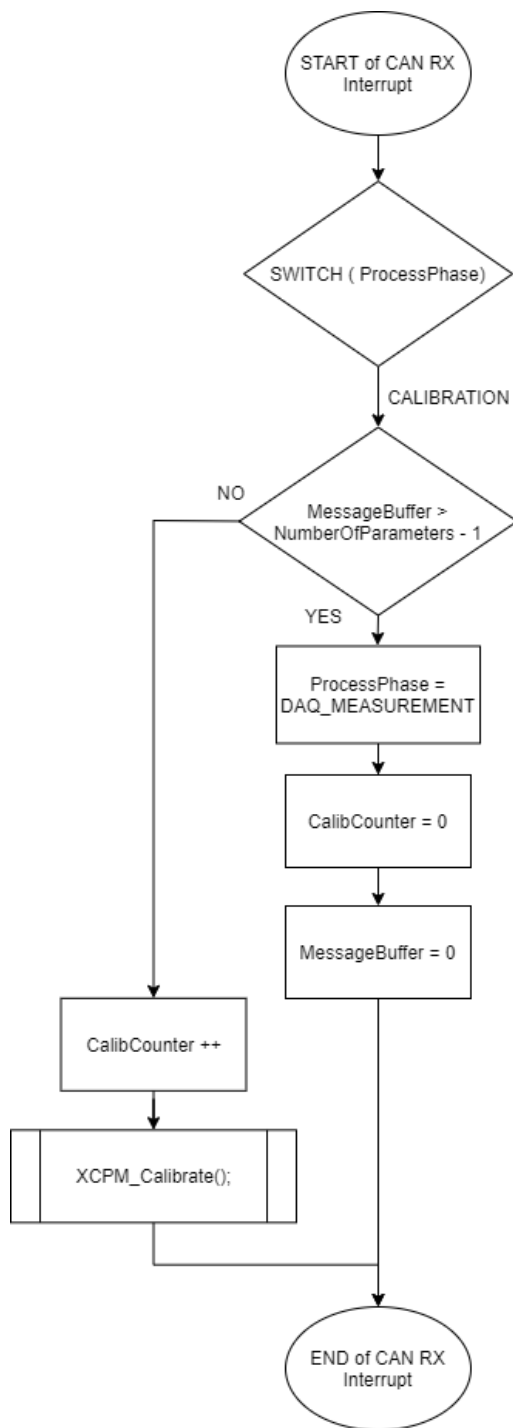 START of CAN RX
Interrupt
SWITCH ( ProcessPhase)
CALIBRATION
NO
MessageBuffer >
NumberOfParameters - 1
YES
ProcessPhase =
DAQ_MEASUREMENT
CalibCounter = 0
MessageBuffer = 0
CalibCounter ++
XCPM_Calibrate();
END of CAN RX
Interrupt